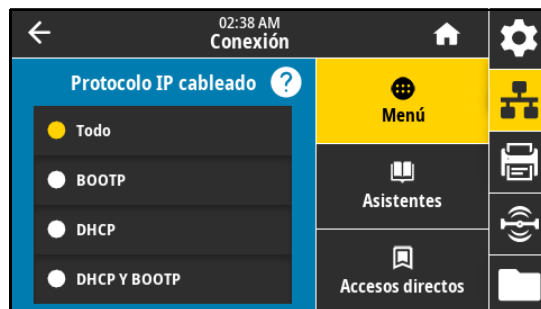 02:38 AM
Conexión
Protocolo IP cableado ?
Todo
BOOTP
DHCP
DHCP Y BOOTP
Menú
Asistentes
Accesos directos